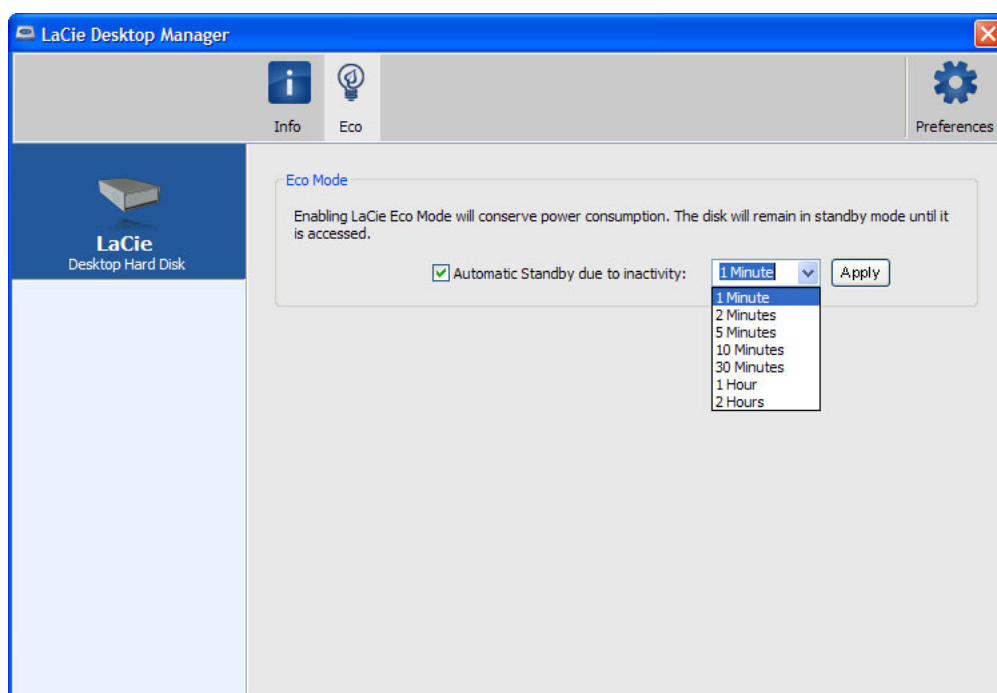 LaCie Desktop Manager
Info
Eco
Preferences
LaCie
Desktop Hard Disk
Eco Mode
Enabling LaCie Eco Mode will conserve power consumption. The disk will remain in standby mode until it
is accessed.
Automatic Standby due to inactivity:
1 Minute
Apply
1 Minute
2 Minutes
5 Minutes
10 Minutes
30 Minutes
1 Hour
2 Hours